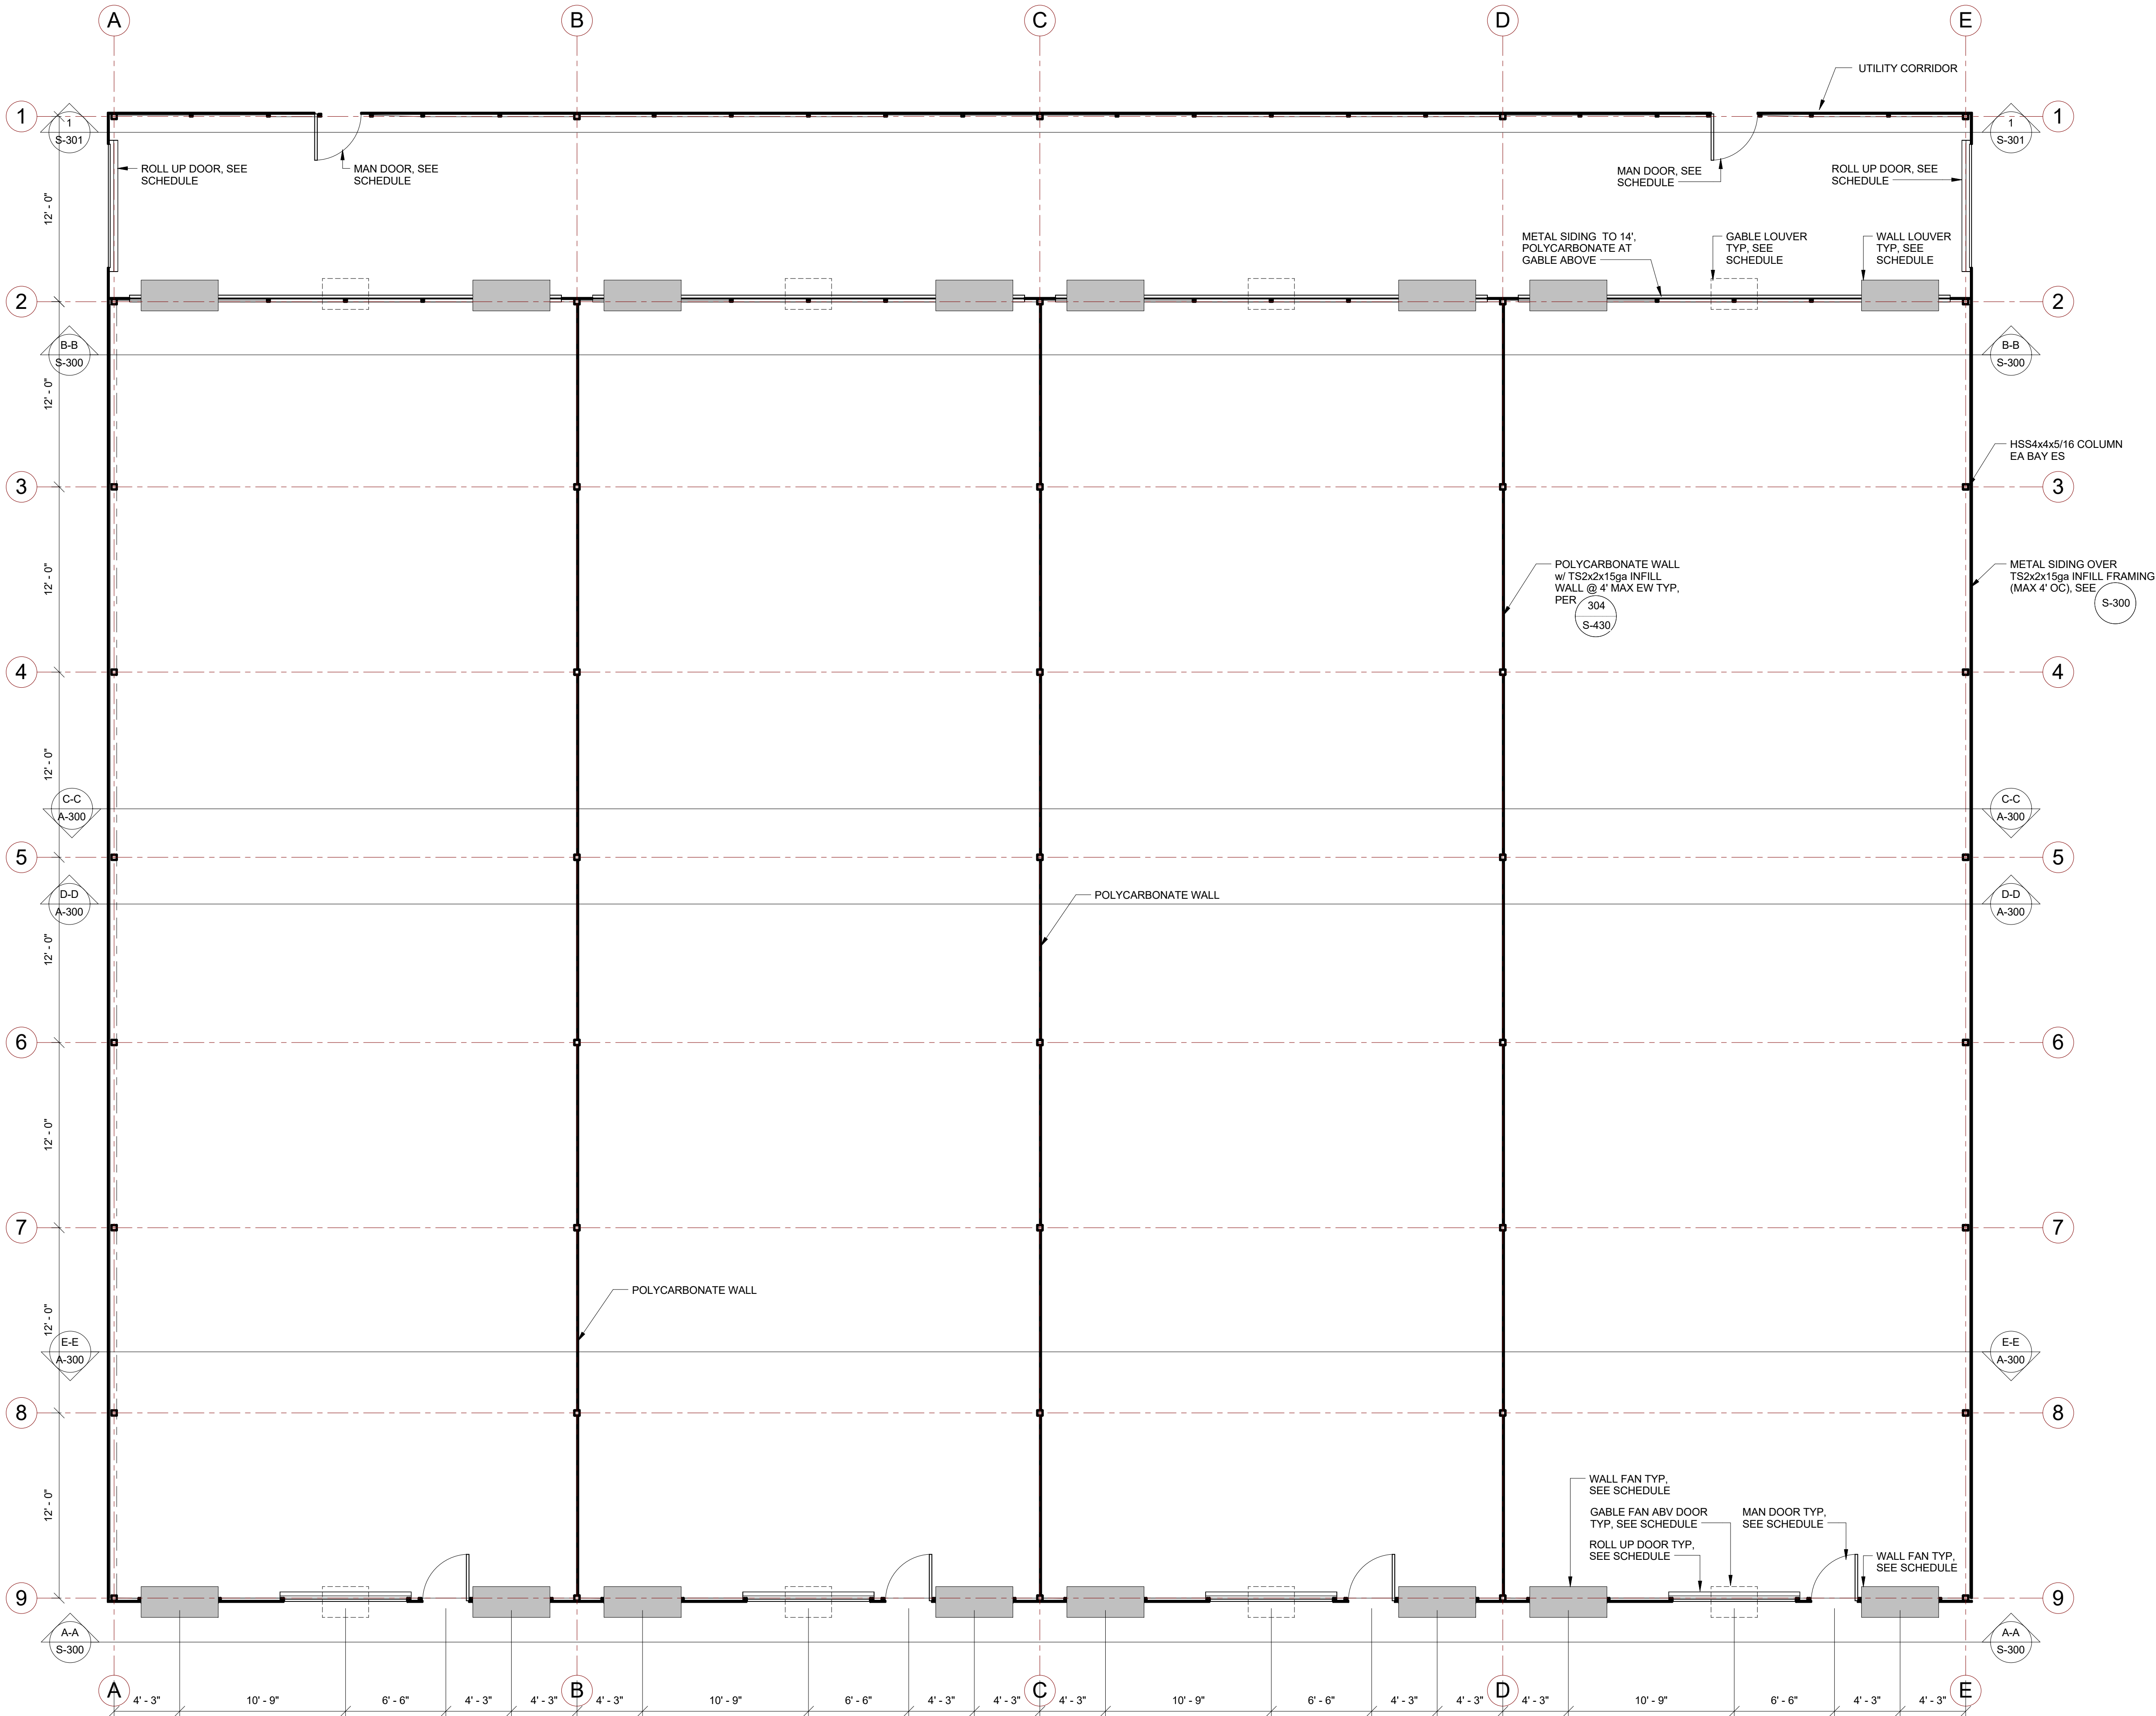 A
B
C
D
E
UTILITY CORRIDOR
1
1
S-301
1
S-301
1
ROLL UP DOOR, SEE
SCHEDULE
MAN DOOR, SEE
SCHEDULE
MAN DOOR, SEE
SCHEDULE
ROLL UP DOOR, SEE
SCHEDULE
12' - 0"
METAL SIDING TO 14',
POLYCARBONATE AT
GABLE ABOVE
GABLE LOUVER
TYP, SEE
SCHEDULE
WALL LOUVER
TYP, SEE
SCHEDULE
2
2
B-B
S-300
B-B
S-300
12' - 0"
HSS4x4x5/16 COLUMN
EA BAY ES
3
3
12' - 0"
POLYCARBONATE WALL
w/ TS2x2x15ga INFILL
WALL @ 4' MAX EW TYP,
PER
304
S-430
METAL SIDING OVER
TS2x2x15ga INFILL FRAMING
(MAX 4' OC), SEE
S-300
4
4
12' - 0"
C-C
A-300
C-C
A-300
5
5
D-D
A-300
POLYCARBONATE WALL
D-D
A-300
12' - 0"
6
6
12' - 0"
7
7
POLYCARBONATE WALL
12' - 0"
E-E
A-300
E-E
A-300
8
8
12' - 0"
WALL FAN TYP,
SEE SCHEDULE
GABLE FAN ABV DOOR
TYP, SEE SCHEDULE
MAN DOOR TYP,
SEE SCHEDULE
ROLL UP DOOR TYP,
SEE SCHEDULE
WALL FAN TYP,
SEE SCHEDULE
9
9
A-A
S-300
A-A
S-300
A
B
C
D
E
4' - 3"
10' - 9"
6' - 6"
4' - 3"
4' - 3"
4' - 3"
10' - 9"
6' - 6"
4' - 3"
4' - 3"
4' - 3"
10' - 9"
6' - 6"
4' - 3"
4' - 3"
4' - 3"
10' - 9"
6' - 6"
4' - 3"
4' - 3"